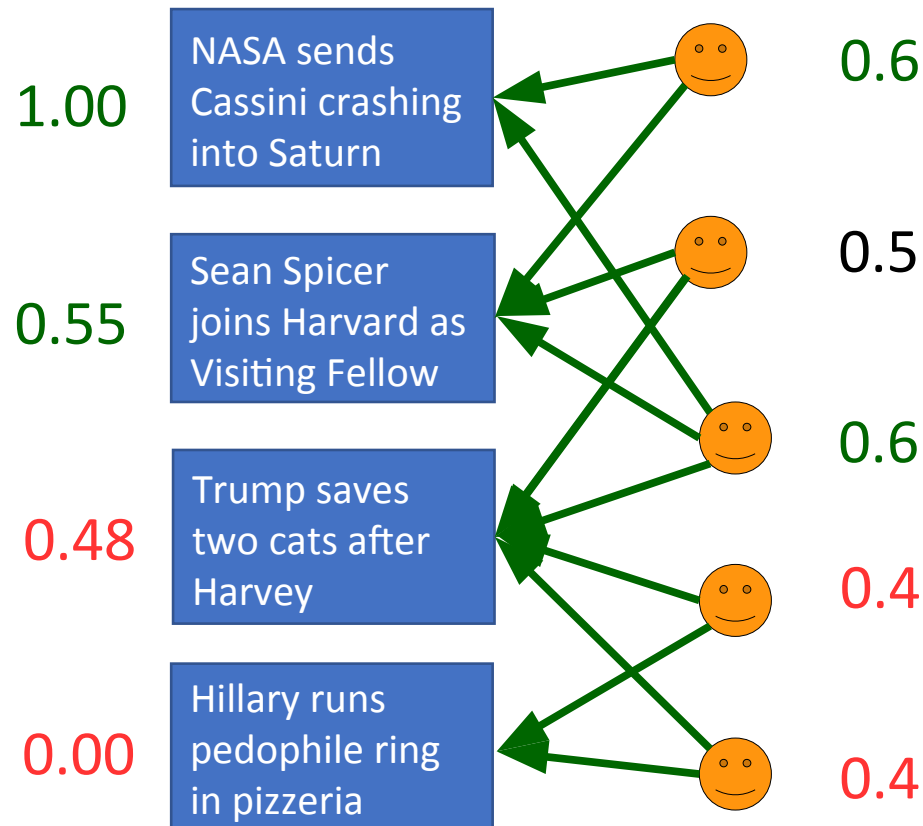 1.00
NASA sends
Cassini crashing
into Saturn
0.6
0.55
Sean Spicer
joins Harvard as
Visiting Fellow
0.5
0.48
Trump saves
two cats after
Harvey
0.6
0.4
0.00
Hillary runs
pedophile ring
in pizzeria
0.4